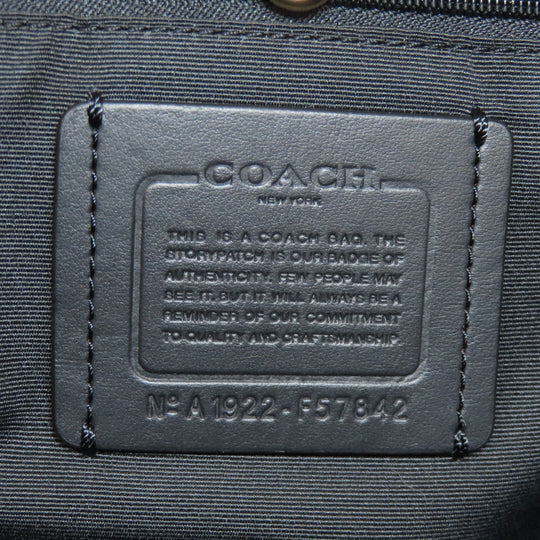 COACH
NEW YORK
THIS IS A COACH BAG. THE
STORYPATCH IS OUR BADGE OF
AUTHENTICITY. FEW PEOPLE MAY
SEE IT, BUT IT WILL ALWAYS BE A
REMINDER OF OUR COMMITMENT
TO QUALITY AND CRAFTSMANSHIP.
Nº A1922-F57842